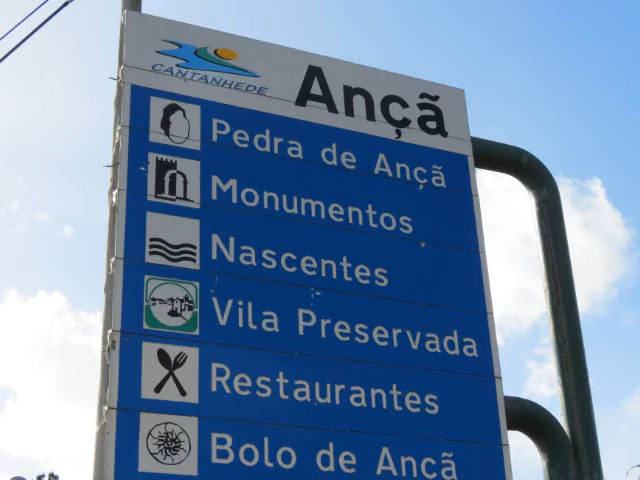 CANTANHEDE
Ançã
Pedra de Ançã
Monumentos
Nascentes
Vila Preservada
Restaurantes
Bolo de Ançã